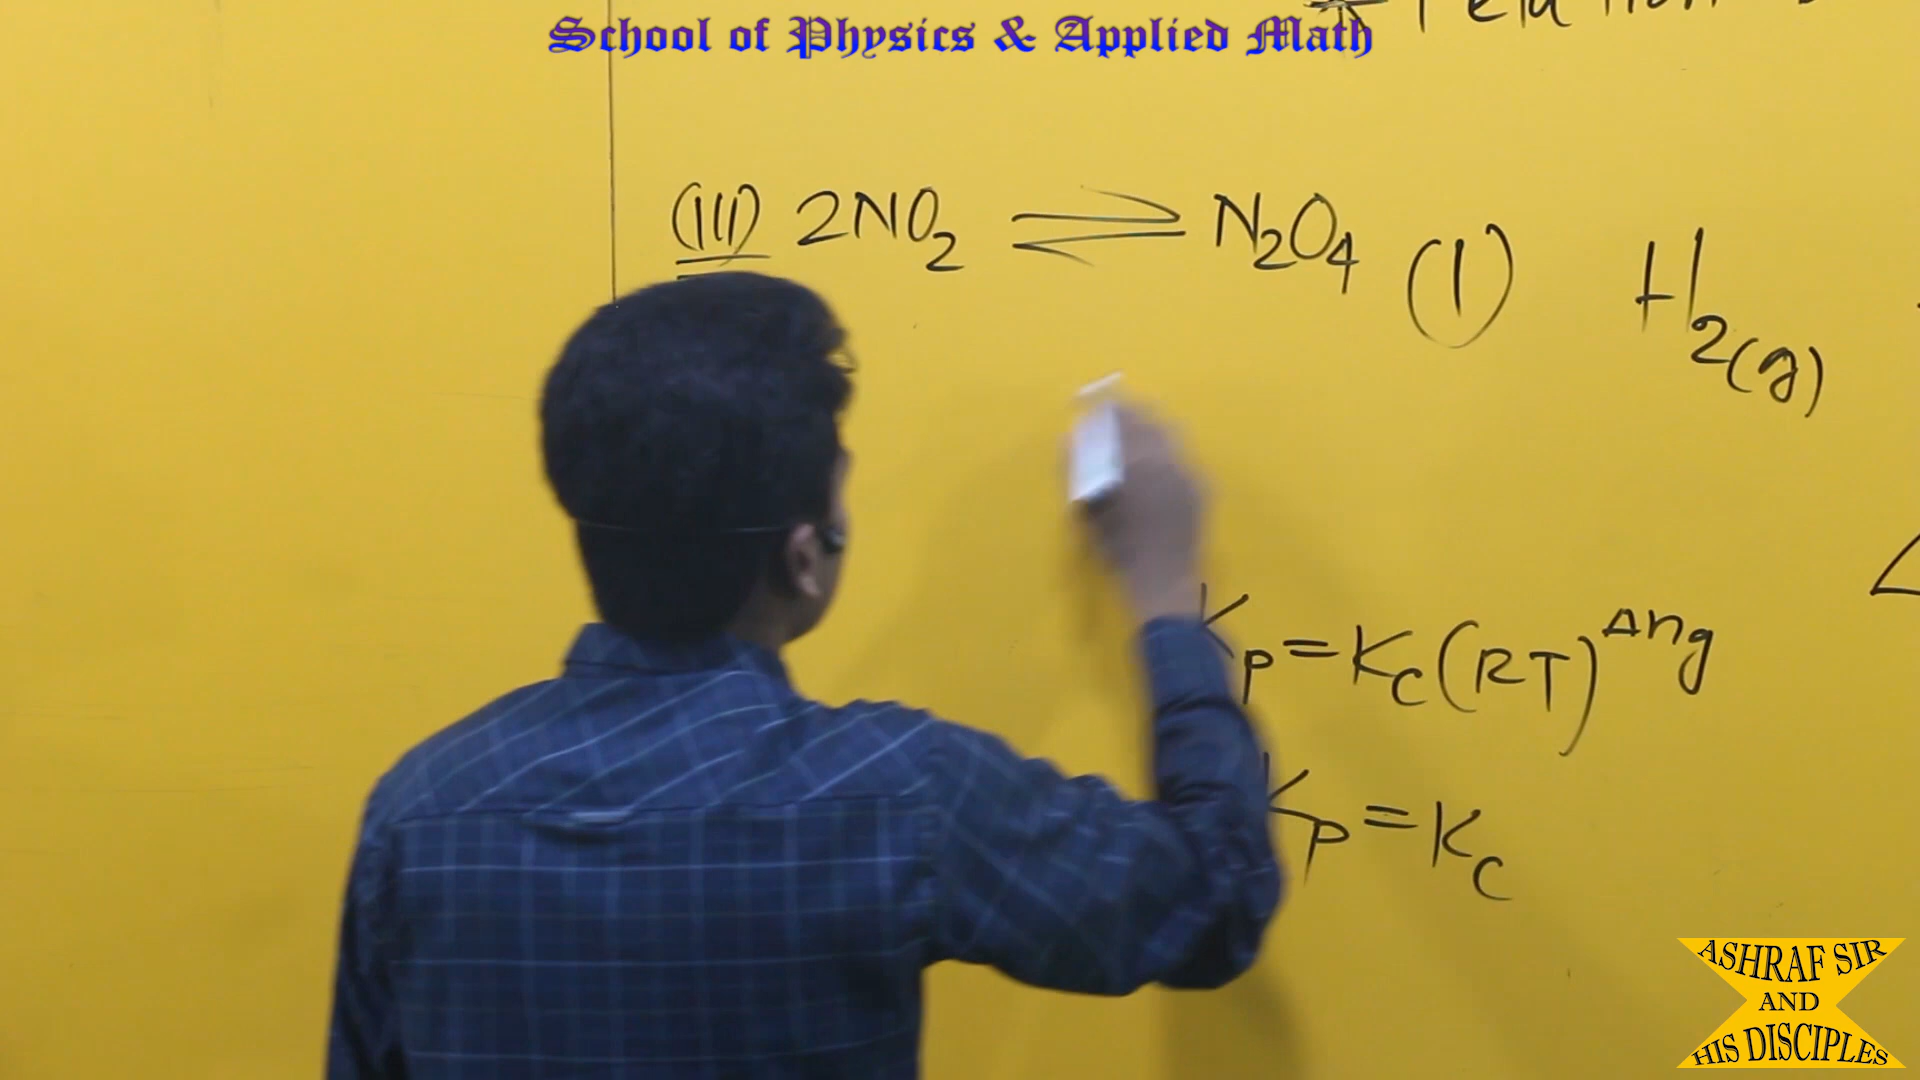 School of Physics & Applied Math
(III) 2NO2 ⇌ N2O4
(I) H2(g)
Kp = Kc (RT)^Δng
Kp = Kc
ASHRAF SIR
AND
HIS DISCIPLES